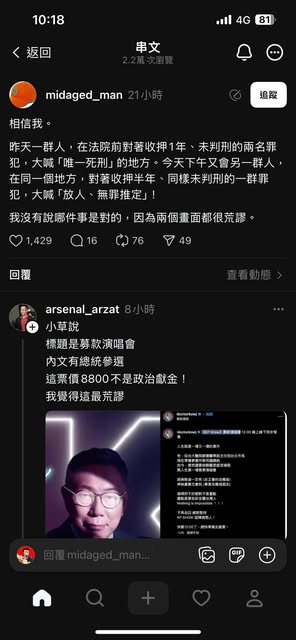 10:18
4G 81
返回
串文
2.2萬 次瀏覽
midaged_man 21小時
追蹤
相信我。
昨天一群人，在法院前對著收押1年、未判刑的兩名罪
犯，大喊「唯一死刑」的地方。今天下午又會另一群人，
在同一個地方，對著收押半年、同樣未判刑的一群罪
犯，大喊「放人、無罪推定」！
我沒有說哪件事是對的，因為兩個畫面都很荒謬。
1,429
16
76
49
回覆
查看動態
arsenal_arzat 8小時
小草說
標題是募款演唱會
內文有總統參選
這票價8800不是政治獻金！
我覺得這最荒謬
doctorkowj
doctorkowj
回覆 midaged_man...
GIF